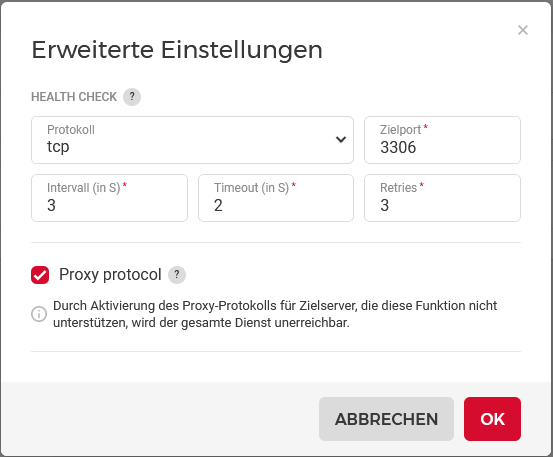 ×
Erweiterte Einstellungen
HEALTH CHECK ?
Protokoll
tcp
Zielport *
3306
Intervall (in S) *
3
Timeout (in S) *
2
Retries *
3
Proxy protocol ?
Durch Aktivierung des Proxy-Protokolls für Zielserver, die diese Funktion nicht
unterstützen, wird der gesamte Dienst unerreichbar.
ABBRECHEN
OK